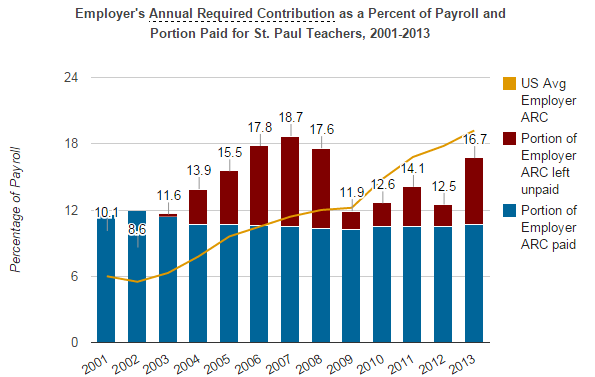 Employer's Annual Required Contribution as a Percent of Payroll and
Portion Paid for St. Paul Teachers, 2001-2013
24
18
12
6
0
Percentage of Payroll
10.1
8.6
11.6
13.9
15.5
17.8
18.7
17.6
11.9
12.6
14.1
12.5
16.7
2001
2002
2003
2004
2005
2006
2007
2008
2009
2010
2011
2012
2013
US Avg
Employer
ARC
Portion of
Employer
ARC left
unpaid
Portion of
Employer
ARC paid